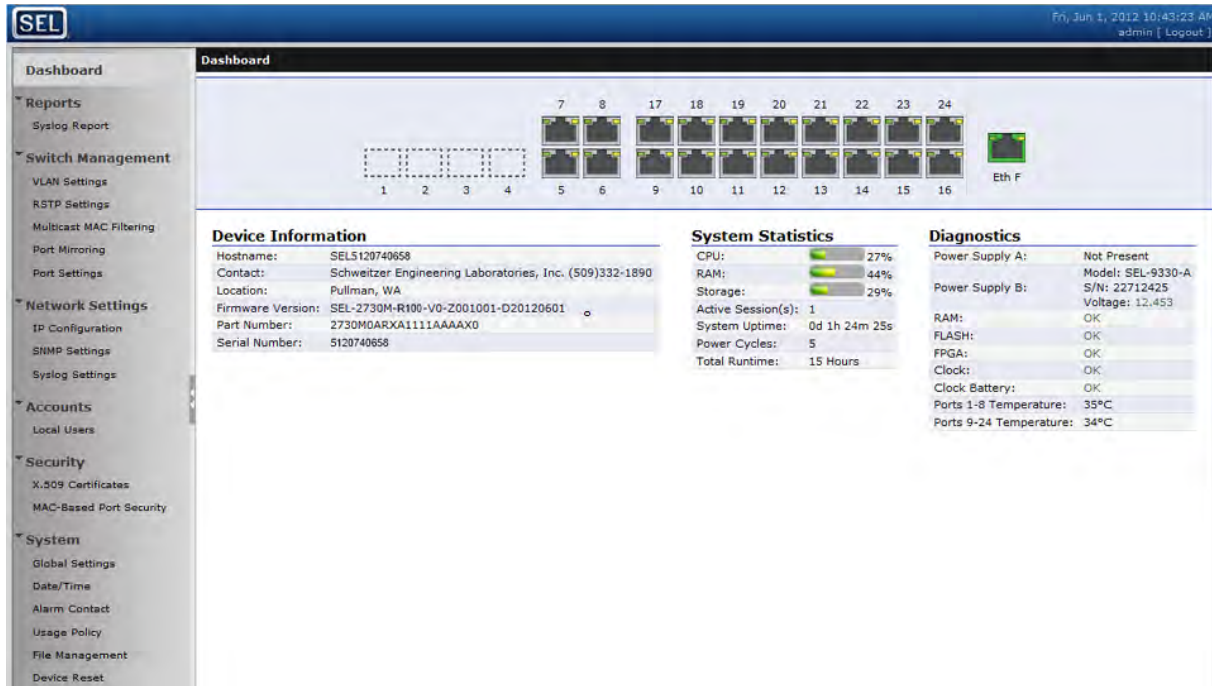 SEL
Fri, Jun 1, 2012 10:43:23 AM
admin [ Logout ]
Dashboard
Reports
Syslog Report
Switch Management
VLAN Settings
RSTP Settings
Multicast MAC Filtering
Port Mirroring
Port Settings
Network Settings
IP Configuration
SNMP Settings
Syslog Settings
Accounts
Local Users
Security
X.509 Certificates
MAC-Based Port Security
System
Global Settings
Date/Time
Alarm Contact
Usage Policy
File Management
Device Reset
Dashboard
7 8 17 18 19 20 21 22 23 24
1 2 3 4 5 6 9 10 11 12 13 14 15 16
Eth F
Device Information
Hostname: SEL5120740658
Contact: Schweitzer Engineering Laboratories, Inc. (509)332-1890
Location: Pullman, WA
Firmware Version: SEL-2730M-R100-V0-Z001001-D20120601
Part Number: 2730M0ARXA1111AAAAX0
Serial Number: 5120740658
System Statistics
CPU: 27%
RAM: 44%
Storage: 29%
Active Session(s): 1
System Uptime: 0d 1h 24m 25s
Power Cycles: 5
Total Runtime: 15 Hours
Diagnostics
Power Supply A: Not Present
Power Supply B: Model: SEL-9330-A
S/N: 22712425
Voltage: 12.453
RAM: OK
FLASH: OK
FPGA: OK
Clock: OK
Clock Battery: OK
Ports 1-8 Temperature: 35°C
Ports 9-24 Temperature: 34°C